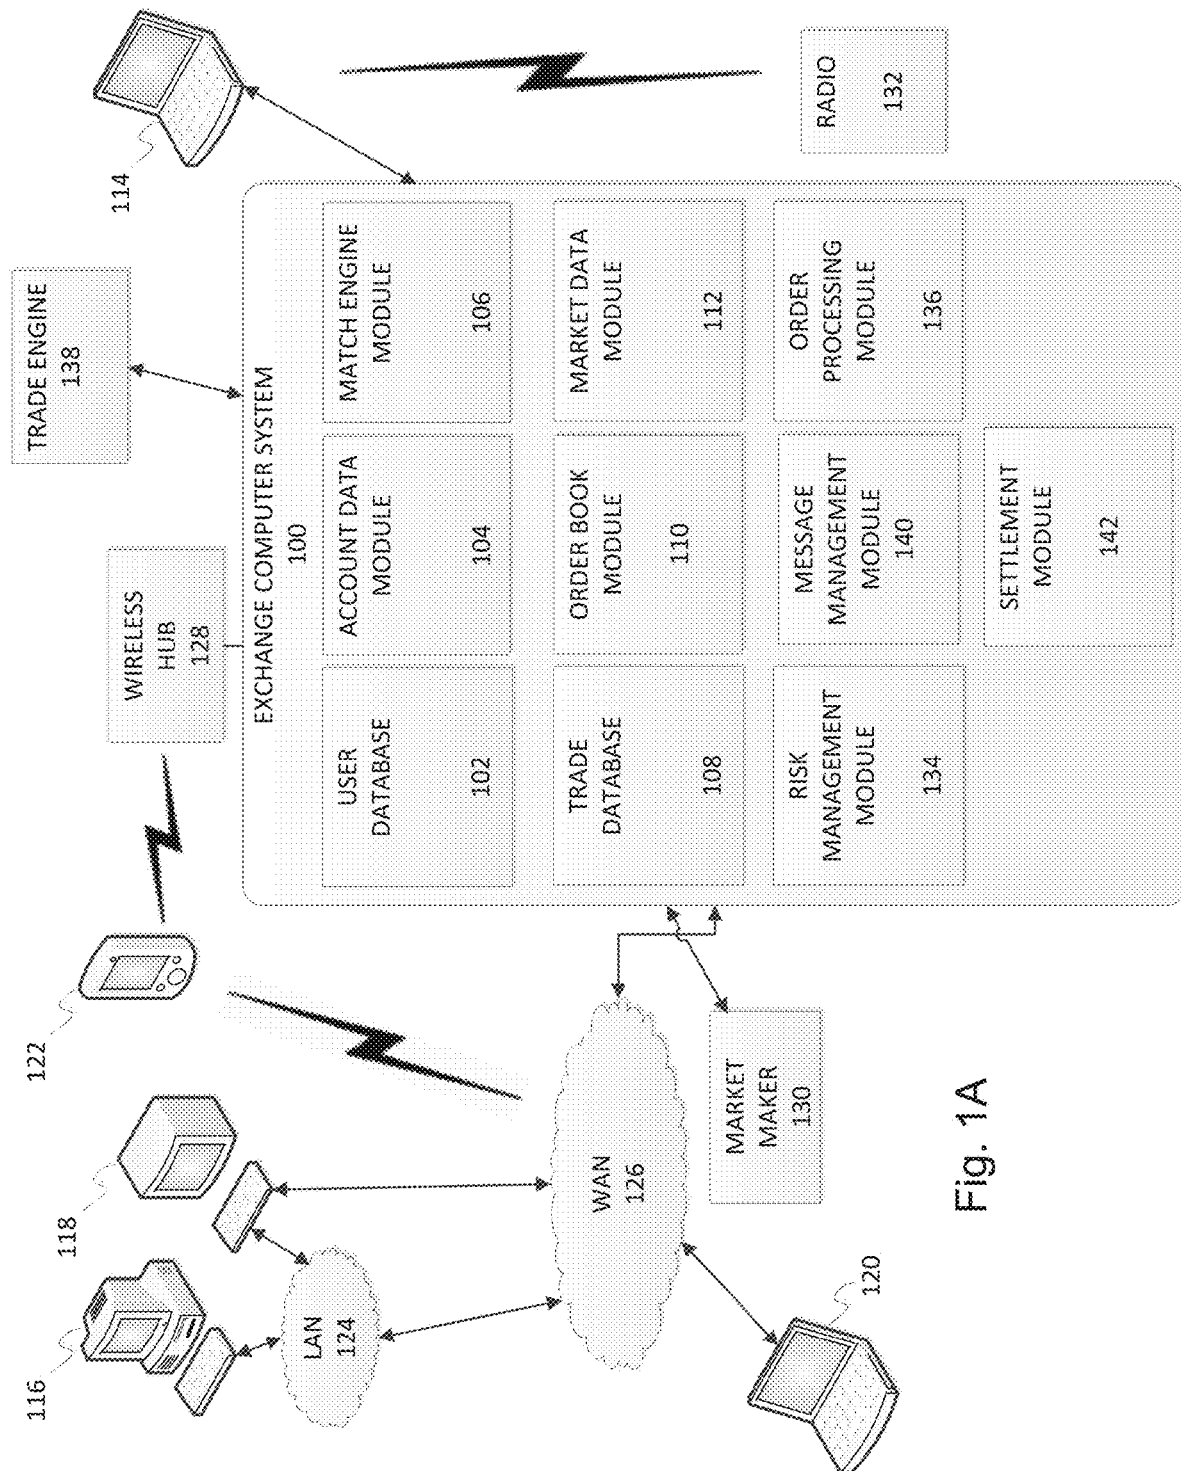 116
118
122
TRADE ENGINE
138
114
LAN
124
WIRELESS
HUB
128
EXCHANGE COMPUTER SYSTEM
100
USER
DATABASE
102
ACCOUNT DATA
MODULE
104
MATCH ENGINE
MODULE
106
TRADE
DATABASE
108
ORDER BOOK
MODULE
110
MARKET DATA
MODULE
112
RISK
MANAGEMENT
MODULE
134
MESSAGE
MANAGEMENT
MODULE
140
ORDER
PROCESSING
MODULE
136
SETTLEMENT
MODULE
142
WAN
126
MARKET
MAKER
130
RADIO
132
120
Fig. 1A